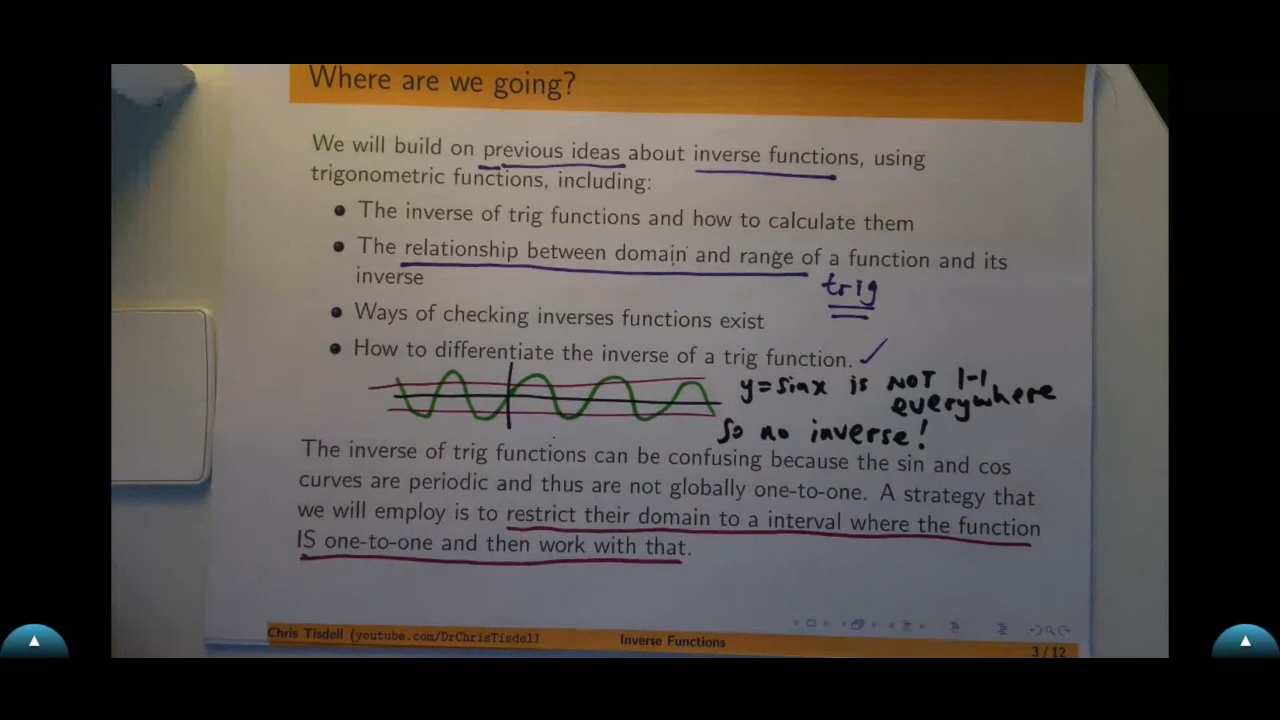 Where are we going?
We will build on previous ideas about inverse functions, using
trigonometric functions, including:
The inverse of trig functions and how to calculate them
The relationship between domain and range of a function and its
inverse
trig
Ways of checking inverses functions exist
How to differentiate the inverse of a trig function. ✓
y=sinx is NOT 1-1
everywhere
so no inverse!
The inverse of trig functions can be confusing because the sin and cos
curves are periodic and thus are not globally one-to-one. A strategy that
we will employ is to restrict their domain to a interval where the function
IS one-to-one and then work with that.
Chris Tisdell (youtube.com/DrChrisTisdell
Inverse Functions
3 / 12